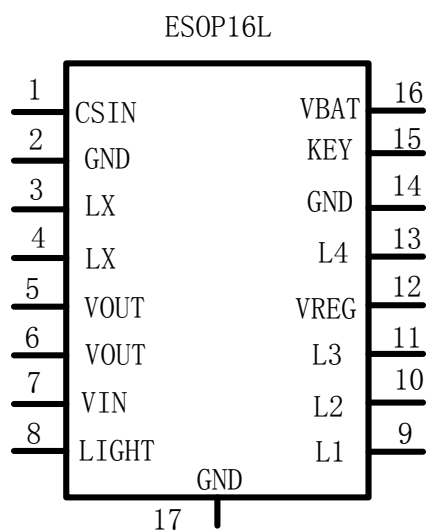 ESOP16L
1 CSIN VBAT 16
2 GND KEY 15
3 LX GND 14
4 LX L4 13
5 VOUT VREG 12
6 VOUT L3 11
7 VIN L2 10
8 LIGHT L1 9
GND
17